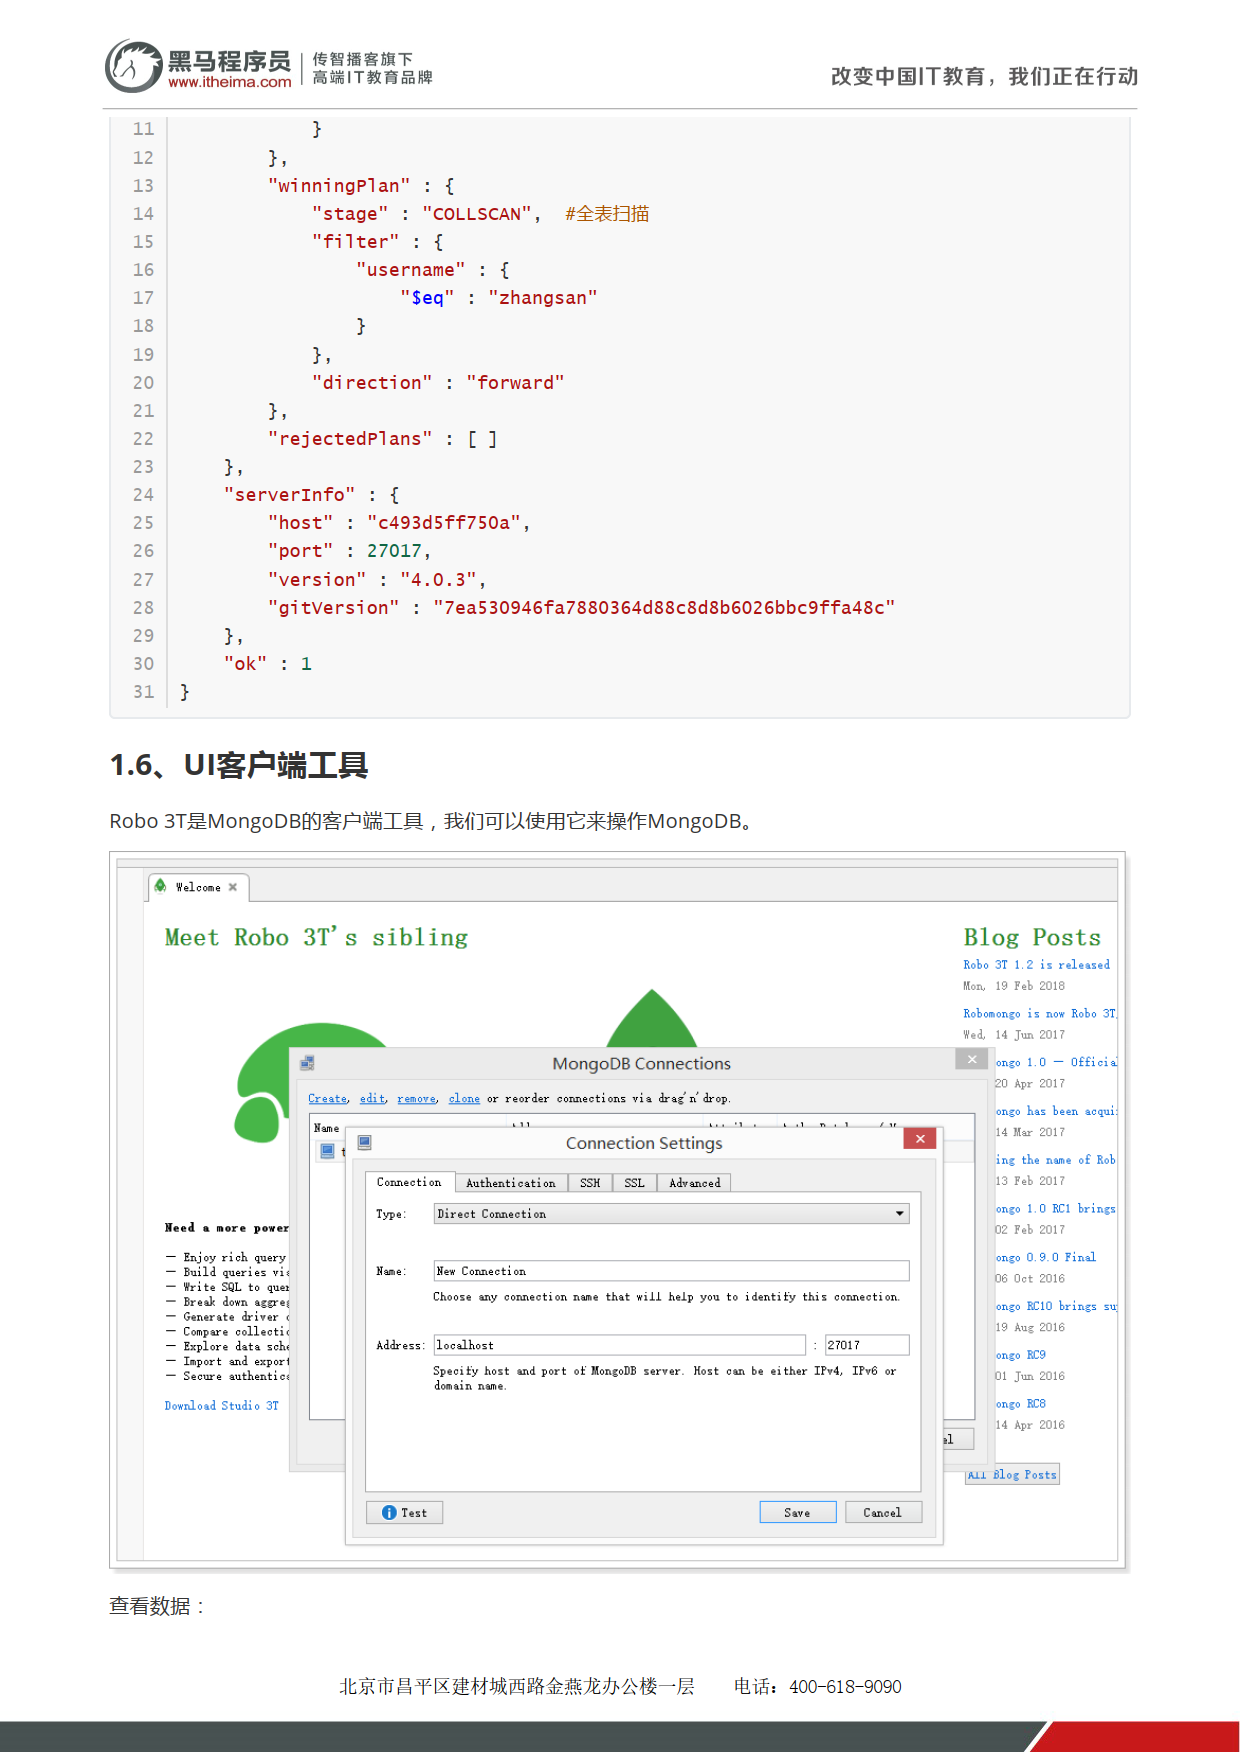 黑马程序员
www.itheima.com
传智播客旗下
高端IT教育品牌
改变中国IT教育，我们正在行动
11 }
12 },
13 "winningPlan" : {
14 "stage" : "COLLSCAN", #全表扫描
15 "filter" : {
16 "username" : {
17 "$eq" : "zhangsan"
18 }
19 },
20 "direction" : "forward"
21 },
22 "rejectedPlans" : [ ]
23 },
24 "serverInfo" : {
25 "host" : "c493d5ff750a",
26 "port" : 27017,
27 "version" : "4.0.3",
28 "gitVersion" : "7ea530946fa7880364d88c8d8b6026bbc9ffa48c"
29 },
30 "ok" : 1
31 }
1.6、UI客户端工具
Robo 3T是MongoDB的客户端工具，我们可以使用它来操作MongoDB。
Welcome
Meet Robo 3T's sibling
Need a more power
— Enjoy rich query
— Build queries via
— Write SQL to quer
— Break down aggreg
— Generate driver
— Compare collectio
— Explore data sche
— Import and export
— Secure authentica
Download Studio 3T
MongoDB Connections
Create, edit, remove, clone or reorder connections via drag'n'drop.
Name
Connection Settings
Connection Authentication SSH SSL Advanced
Type: Direct Connection
Name: New Connection
Choose any connection name that will help you to identify this connection.
Address: localhost : 27017
Specify host and port of MongoDB server. Host can be either IPv4, IPv6 or
domain name.
Test Save Cancel
Blog Posts
Robo 3T 1.2 is released
Mon, 19 Feb 2018
Robomongo is now Robo 3T,
Wed, 14 Jun 2017
ongo 1.0 — Official
20 Apr 2017
ongo has been acqui
14 Mar 2017
ing the name of Rob
13 Feb 2017
ongo 1.0 RC1 brings
02 Feb 2017
ongo 0.9.0 Final
06 Oct 2016
ongo RC10 brings su
19 Aug 2016
ongo RC9
01 Jun 2016
ongo RC8
14 Apr 2016
All Blog Posts
查看数据：
北京市昌平区建材城西路金燕龙办公楼一层 电话：400-618-9090